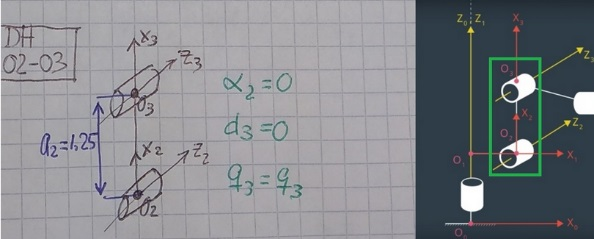 DH
02-03
X3
Z3
O3
a2=1,25
X2
Z2
O2
α2=0
d3=0
q3=q3
Z0 Z1
X3
Z3
O3
X2
Z2
O2
O1
X1
O0
X0